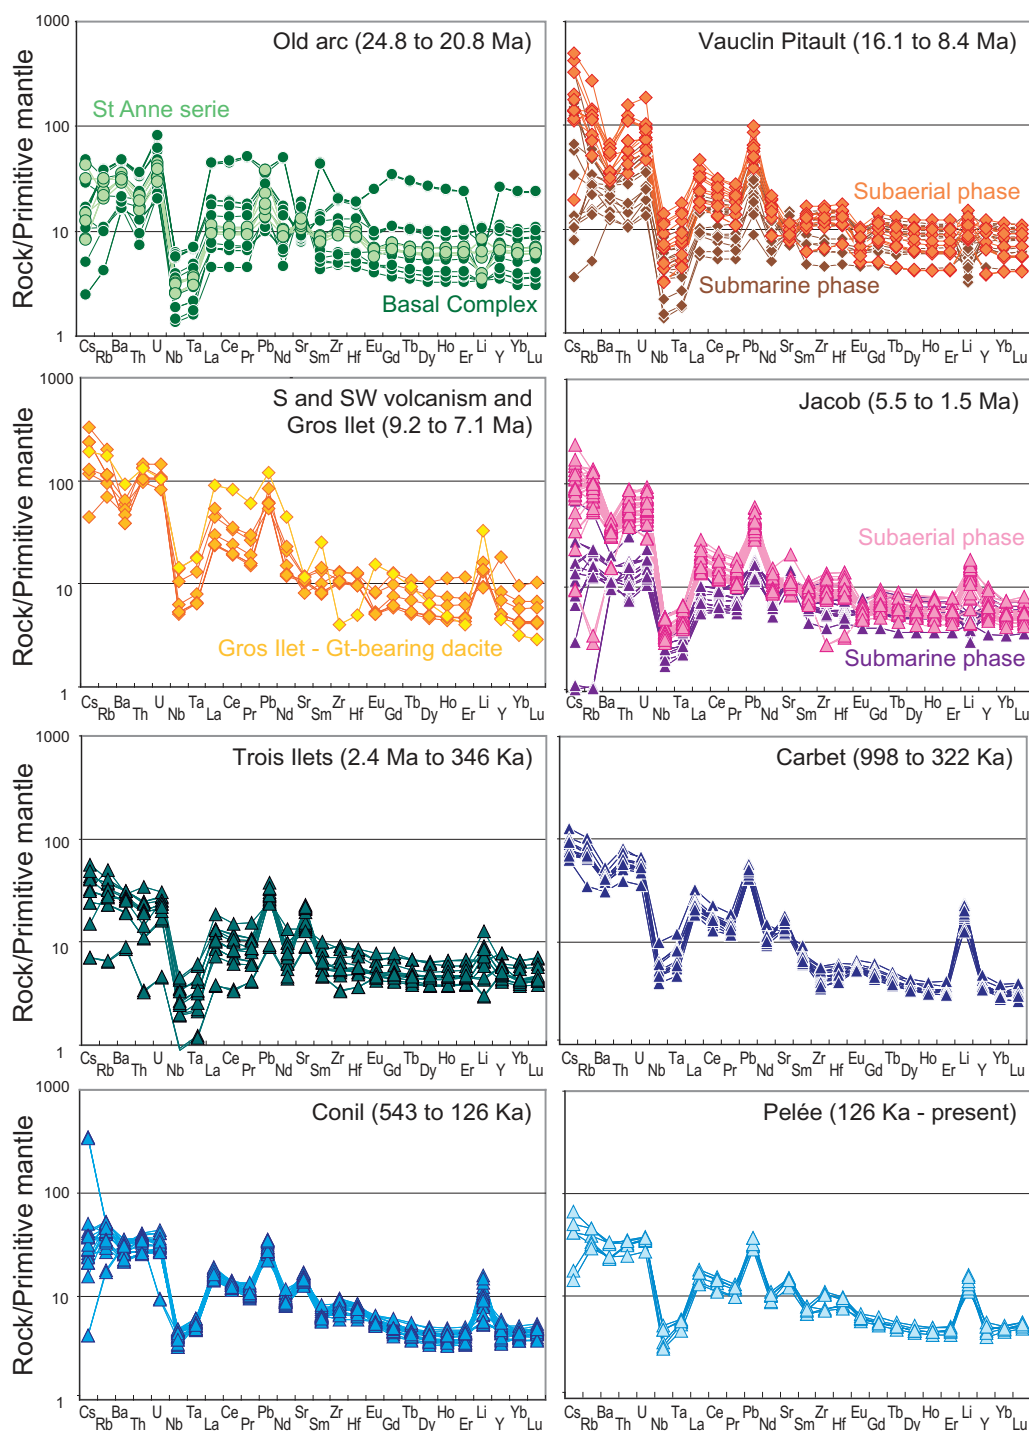 Rock/Primitive mantle
1000
100
10
1
Old arc (24.8 to 20.8 Ma)
St Anne serie
Basal Complex
Cs Rb Ba Th U Nb Ta La Ce Pr Pb Nd Sr Sm Zr Hf Eu Gd Tb Dy Ho Er Li Y Yb Lu
Vauclin Pitault (16.1 to 8.4 Ma)
Subaerial phase
Submarine phase
Cs Rb Ba Th U Nb Ta La Ce Pr Pb Nd Sr Sm Zr Hf Eu Gd Tb Dy Ho Er Li Y Yb Lu
Rock/Primitive mantle
1000
100
10
1
S and SW volcanism and
Gros Ilet (9.2 to 7.1 Ma)
Gros Ilet - Gt-bearing dacite
Cs Rb Ba Th U Nb Ta La Ce Pr Pb Nd Sr Sm Zr Hf Eu Gd Tb Dy Ho Er Li Y Yb Lu
Jacob (5.5 to 1.5 Ma)
Subaerial phase
Submarine phase
Cs Rb Ba Th U Nb Ta La Ce Pr Pb Nd Sr Sm Zr Hf Eu Gd Tb Dy Ho Er Li Y Yb Lu
Rock/Primitive mantle
1000
100
10
1
Trois Ilets (2.4 Ma to 346 Ka)
Cs Rb Ba Th U Nb Ta La Ce Pr Pb Nd Sr Sm Zr Hf Eu Gd Tb Dy Ho Er Li Y Yb Lu
Carbet (998 to 322 Ka)
Cs Rb Ba Th U Nb Ta La Ce Pr Pb Nd Sr Sm Zr Hf Eu Gd Tb Dy Ho Er Li Y Yb Lu
Rock/Primitive mantle
1000
100
10
1
Conil (543 to 126 Ka)
Cs Rb Ba Th U Nb Ta La Ce Pr Pb Nd Sr Sm Zr Hf Eu Gd Tb Dy Ho Er Li Y Yb Lu
Pelée (126 Ka - present)
Cs Rb Ba Th U Nb Ta La Ce Pr Pb Nd Sr Sm Zr Hf Eu Gd Tb Dy Ho Er Li Y Yb Lu